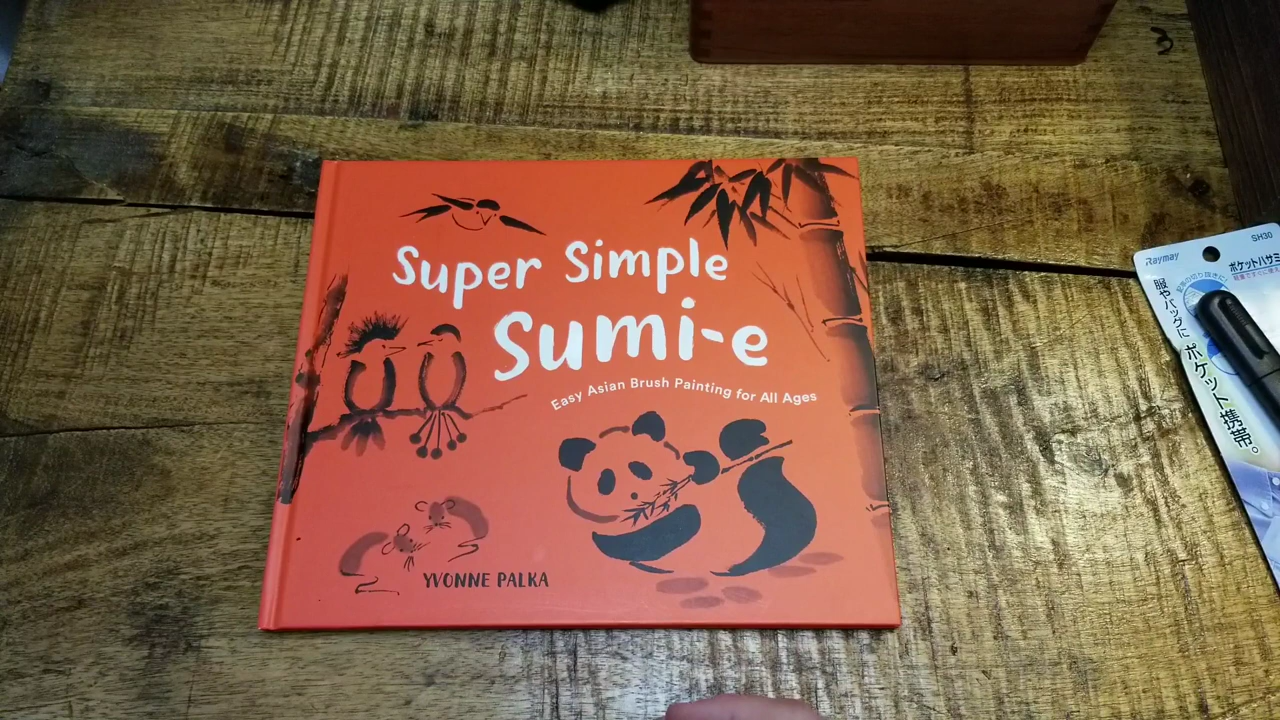 Super Simple
Sumi-e
Easy Asian Brush Painting for All Ages
YVONNE PALKA
Raymay
SH30
ポケットハサミ
服やバッグに
ポケット携帯。